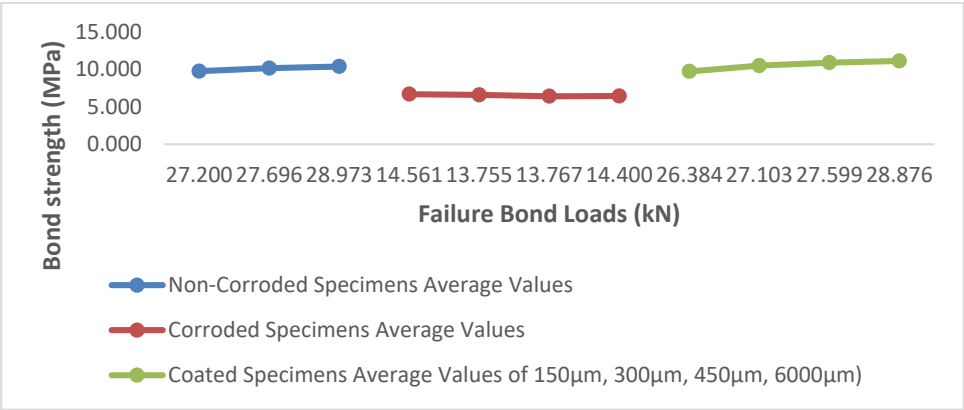 Bond strength (MPa)
15.000
10.000
5.000
0.000
27.200 27.696 28.973 14.561 13.755 13.767 14.400 26.384 27.103 27.599 28.876
Failure Bond Loads (kN)
Non-Corroded Specimens Average Values
Corroded Specimens Average Values
Coated Specimens Average Values of 150µm, 300µm, 450µm, 6000µm)